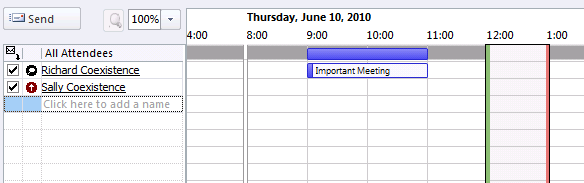 Send
100%
Thursday, June 10, 2010
4:00 8:00 9:00 10:00 11:00 12:00 1:00
All Attendees
Richard Coexistence
Important Meeting
Sally Coexistence
Click here to add a name